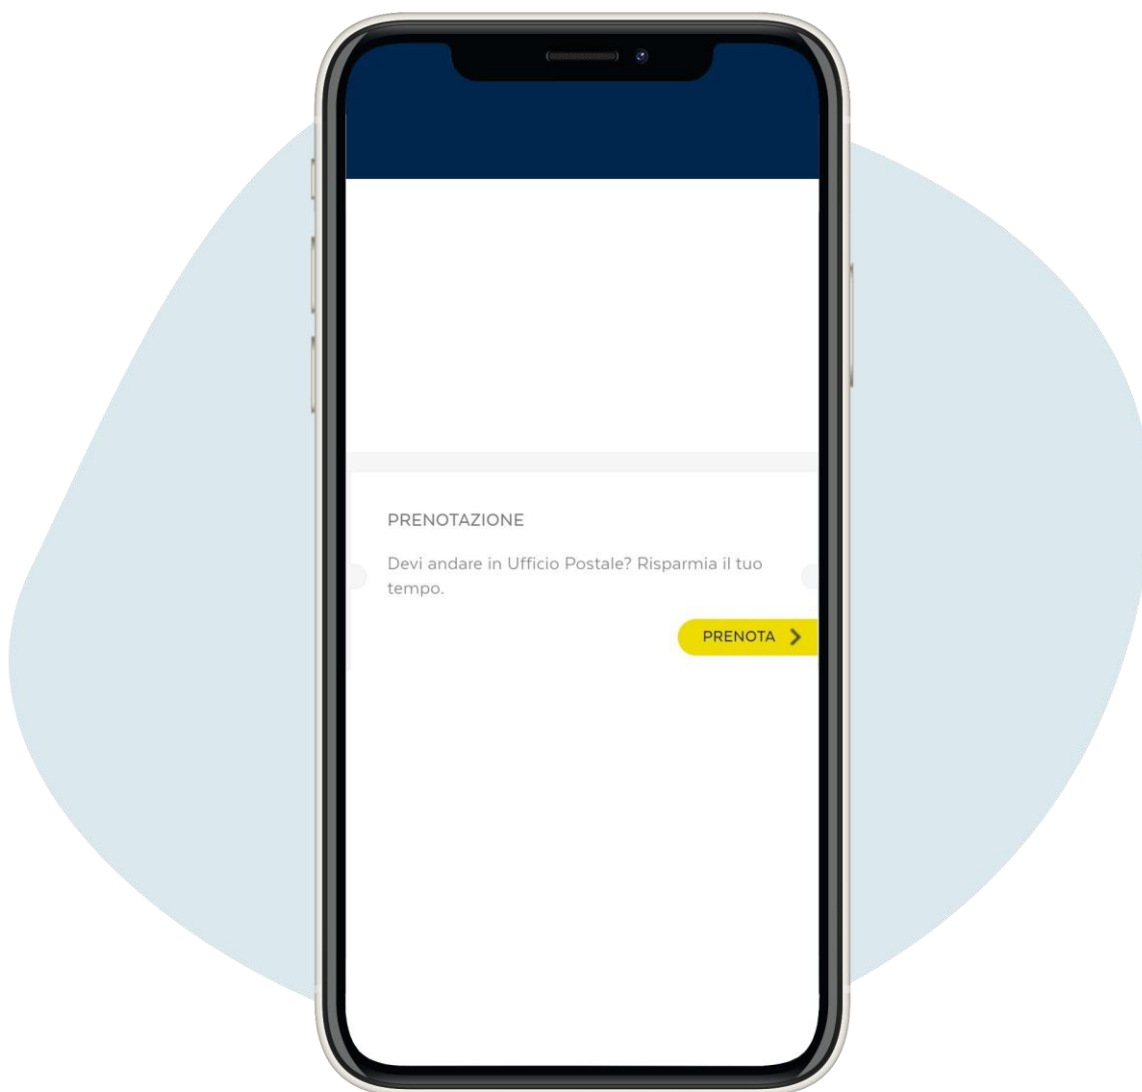 PRENOTAZIONE
Devi andare in Ufficio Postale? Risparmia il tuo
tempo.
PRENOTA